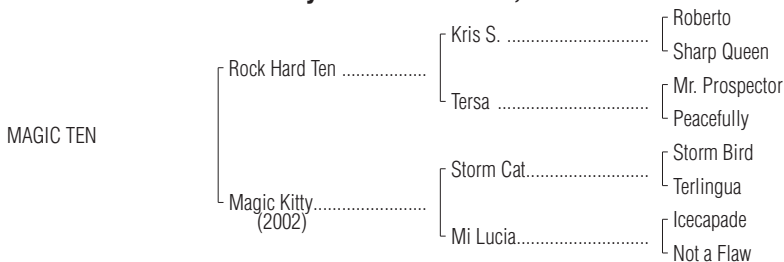 Roberto
Kris S. ..............................
Sharp Queen
Rock Hard Ten ..................
Mr. Prospector
Tersa ................................
Peacefully
MAGIC TEN
Storm Bird
Storm Cat..........................
Terlingua
Magic Kitty........................
(2002)
Icecapade
Mi Lucia............................
Not a Flaw